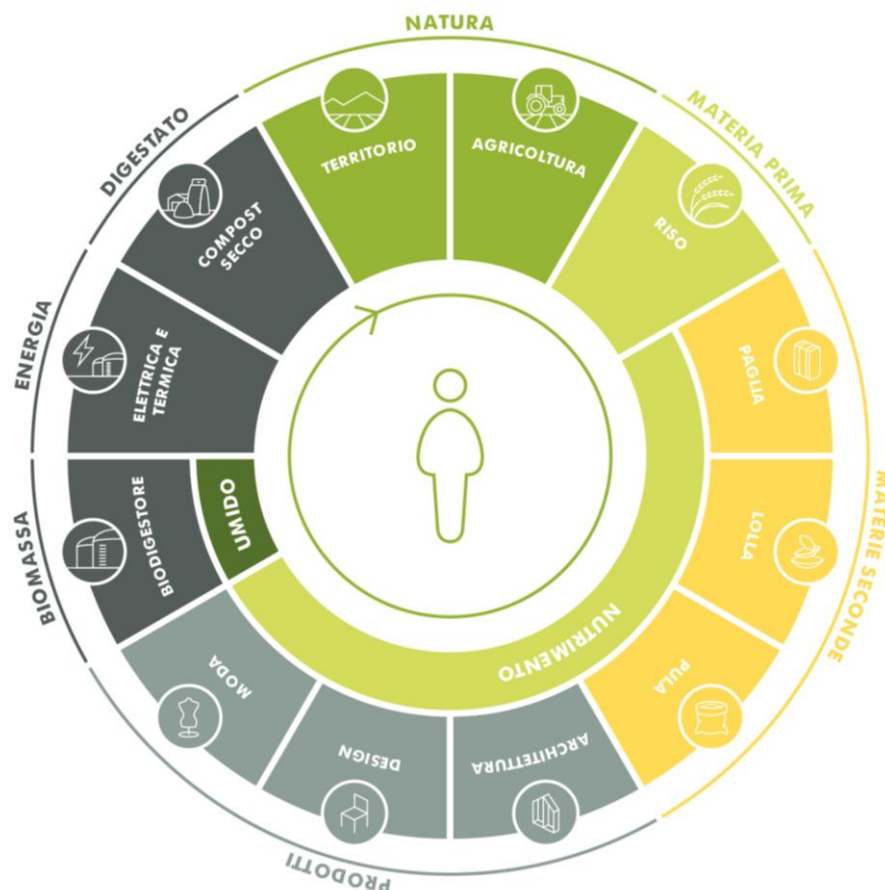 NATURA
TERRITORIO
AGRICOLTURA
MATERIA PRIMA
RISO
MATERIE SECONDE
PAGLIA
LOLLA
PULA
NUTRIMENTO
PRODOTTI
ARCHITETTURA
DESIGN
MODA
BIOMASSA
BIODIGESTORE
UMIDO
ENERGIA
ELETTRICA E
TERMICA
DIGESTATO
COMPOST
SECCO